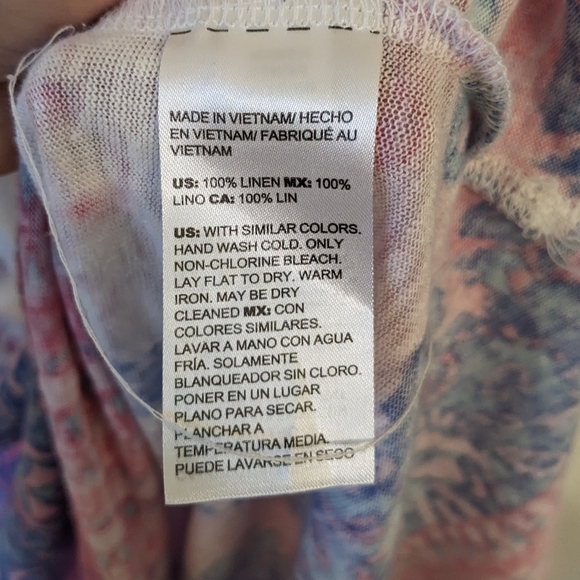 MADE IN VIETNAM/ HECHO
EN VIETNAM/ FABRIQUÉ AU
VIETNAM
US: 100% LINEN MX: 100%
LINO CA: 100% LIN
US: WITH SIMILAR COLORS.
HAND WASH COLD. ONLY
NON-CHLORINE BLEACH.
LAY FLAT TO DRY. WARM
IRON. MAY BE DRY
CLEANED MX: CON
COLORES SIMILARES.
LAVAR A MANO CON AGUA
FRÍA. SOLAMENTE
BLANQUEADOR SIN CLORO.
PONER EN UN LUGAR
PLANO PARA SECAR.
PLANCHAR A
TEMPERATURA MEDIA.
PUEDE LAVARSE EN SECO